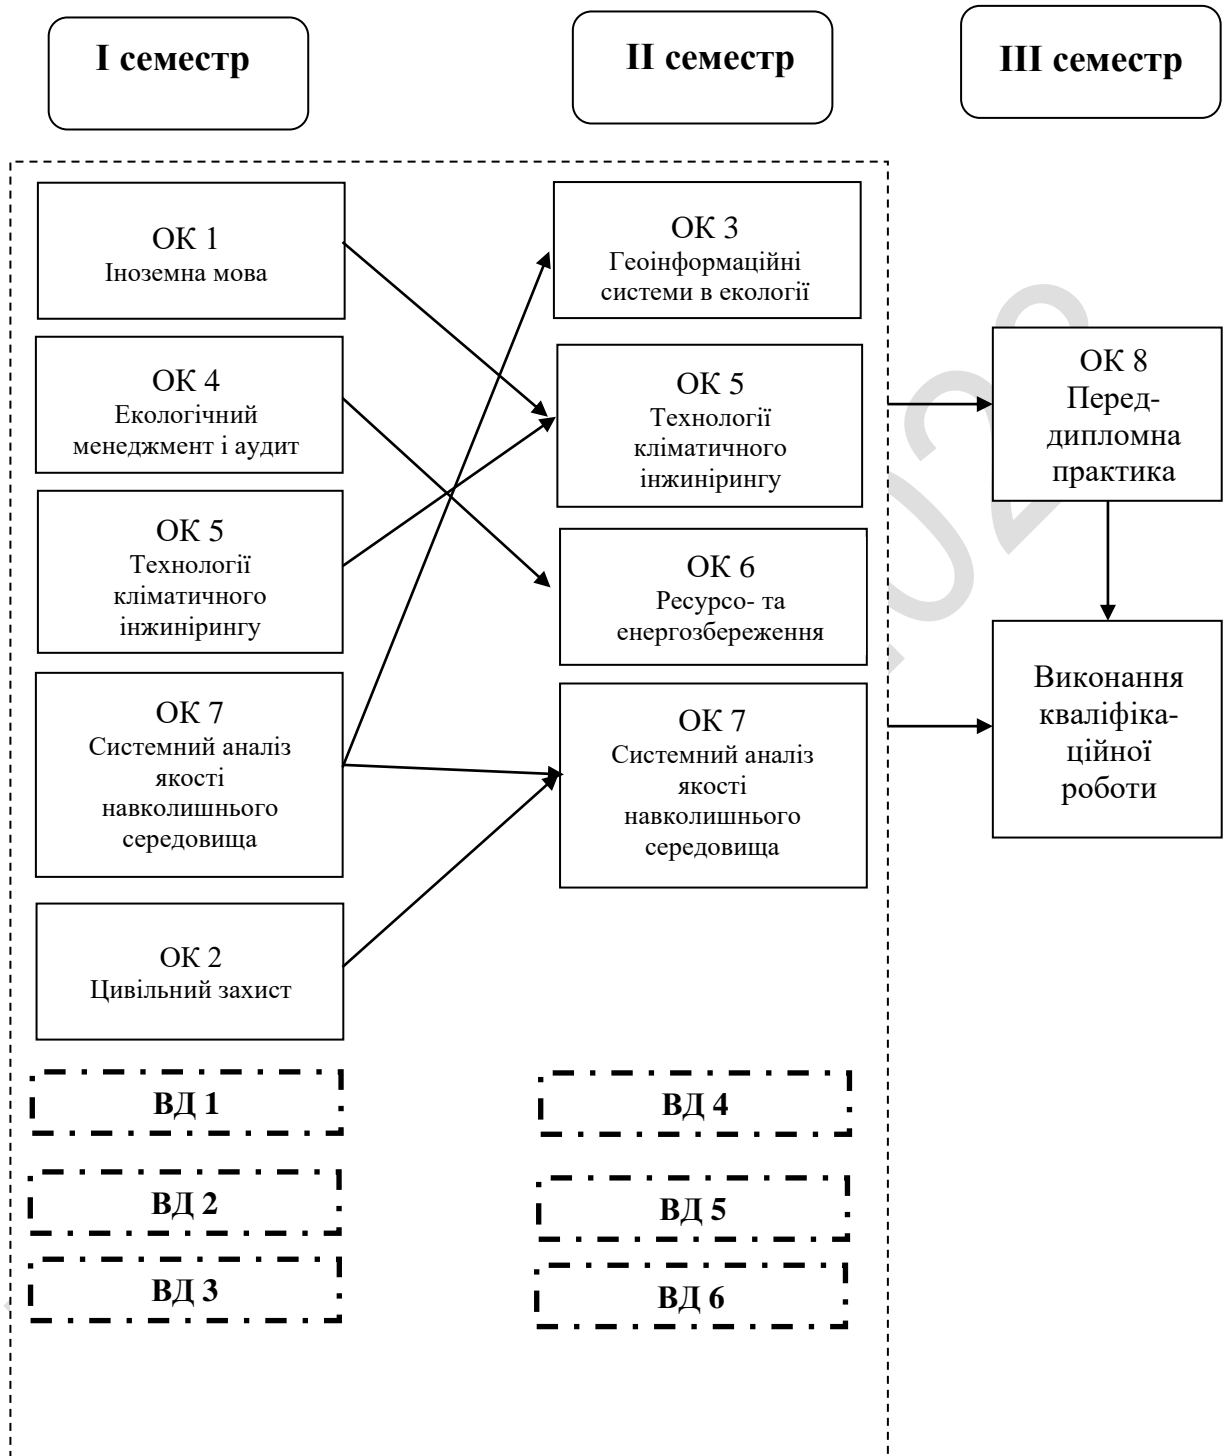 І семестр
ІІ семестр
ІІІ семестр
ОК 1
Іноземна мова
ОК 4
Екологічний
менеджмент і аудит
ОК 5
Технології
кліматичного
інжинірингу
ОК 7
Системний аналіз
якості
навколишнього
середовища
ОК 2
Цивільний захист
ВД 1
ВД 2
ВД 3
ОК 3
Геоінформаційні
системи в екології
ОК 5
Технології
кліматичного
інжинірингу
ОК 6
Ресурсо- та
енергозбереження
ОК 7
Системний аналіз
якості
навколишнього
середовища
ВД 4
ВД 5
ВД 6
ОК 8
Перед-
дипломна
практика
Виконання
кваліфіка-
ційної
роботи